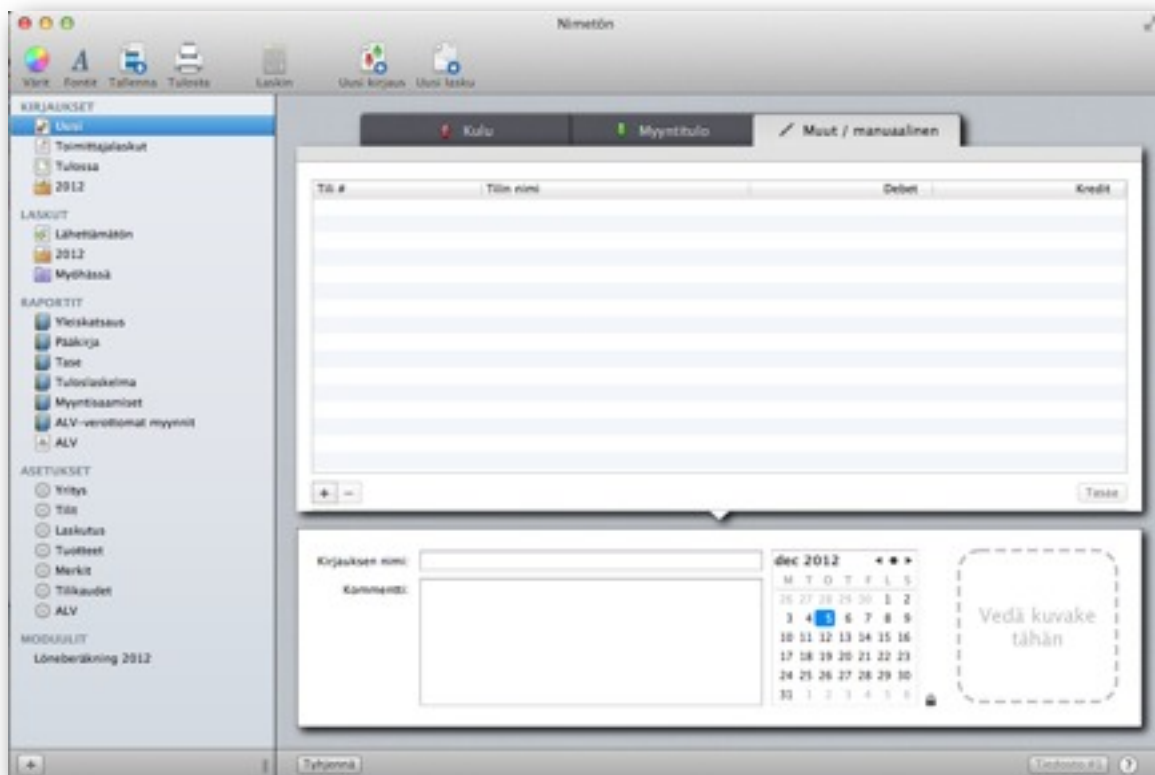 Nimetön
Värit Fontit Tallenna Tulosta Laskin Uusi kirjaus Uusi lasku
KIRJAUKSET
Uusi
Toimittajalaskut
Tulossa
2012
LASKUT
Lähettämätön
2012
Myöhässä
RAPORTIT
Yleiskatsaus
Pääkirja
Tase
Tuloslaskelma
Myyntisaamiset
ALV-verottomat myynnit
ALV
ASETUKSET
Yritys
Tilit
Laskutus
Tuotteet
Merkit
Tilikaudet
ALV
MODUULIT
Löneberäkning 2012
Kulu Myyntitulo Muut / manuaalinen
Tili # Tilin nimi Debet Kredit
+ − Tasaa
Kirjauksen nimi:
Kommentti:
dec 2012
M T O T F L S
26 27 28 29 30 1 2
3 4 5 6 7 8 9
10 11 12 13 14 15 16
17 18 19 20 21 22 23
24 25 26 27 28 29 30
31 1 2 3 4 5 6
Vedä kuvake
tähän
+ Tyhjennä Tiedosto #1 ?